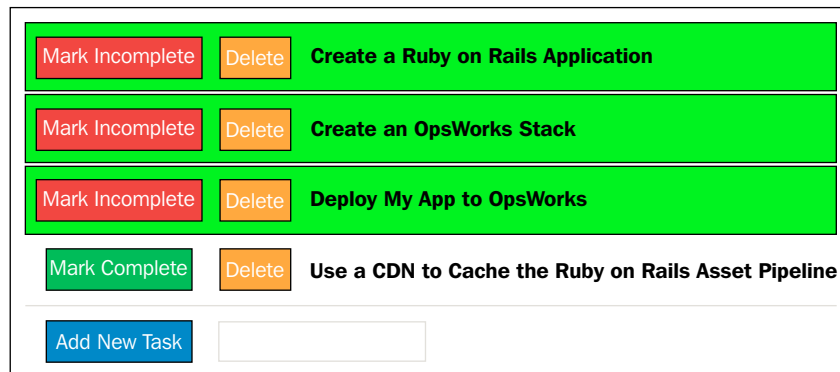 Mark Incomplete Delete Create a Ruby on Rails Application
Mark Incomplete Delete Create an OpsWorks Stack
Mark Incomplete Delete Deploy My App to OpsWorks
Mark Complete Delete Use a CDN to Cache the Ruby on Rails Asset Pipeline
Add New Task